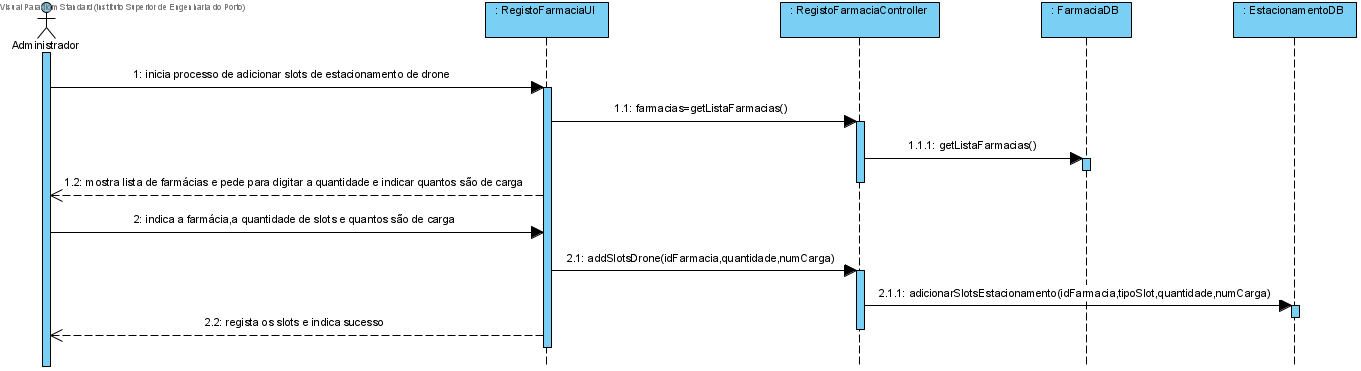 Visual Paradigm Standard (Instituto Superior de Engenharia do Porto)
: RegistoFarmaciaUI
: RegistoFarmaciaController
: FarmaciaDB
: EstacionamentoDB
Administrador
1: inicia processo de adicionar slots de estacionamento de drone
1.1: farmacias=getListaFarmacias()
1.1.1: getListaFarmacias()
1.2: mostra lista de farmácias e pede para digitar a quantidade e indicar quantos são de carga
2: indica a farmácia,a quantidade de slots e quantos são de carga
2.1: addSlotsDrone(idFarmacia,quantidade,numCarga)
2.1.1: adicionarSlotsEstacionamento(idFarmacia,tipoSlot,quantidade,numCarga)
2.2: regista os slots e indica sucesso